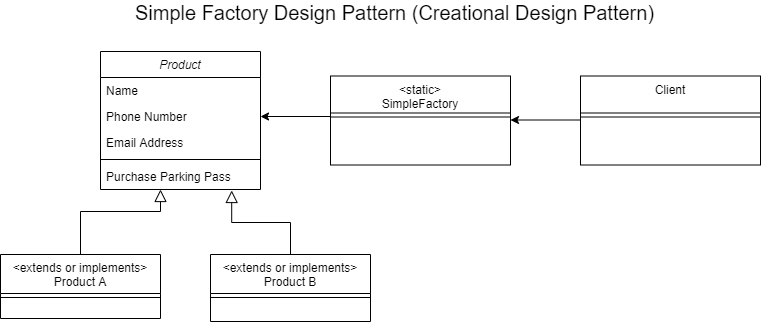 Simple Factory Design Pattern (Creational Design Pattern)
Product
Name
Phone Number
Email Address
Purchase Parking Pass
<static>
SimpleFactory
Client
<extends or implements>
Product A
<extends or implements>
Product B